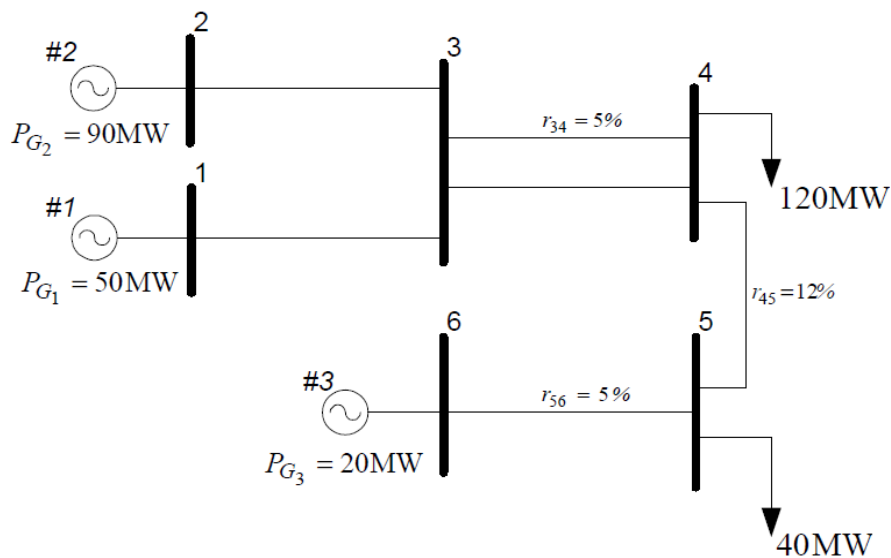 #2
2
P_{G_2} = 90MW
3
r_{34} = 5%
4
120MW
#1
1
P_{G_1} = 50MW
r_{45} = 12%
#3
6
P_{G_3} = 20MW
r_{56} = 5%
5
40MW